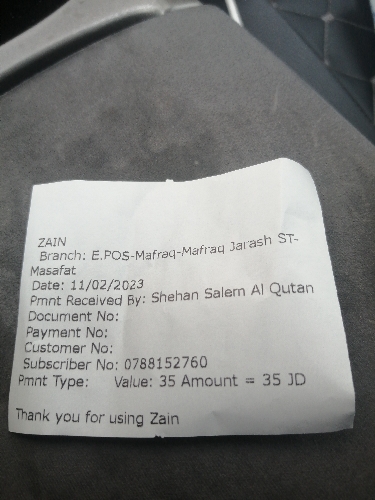 ZAIN
Branch: E.POS-Mafraq-Mafraq Jarash ST-
Masafat
Date: 11/02/2023
Pmnt Received By: Shehan Salem Al Qutan
Document No:
Payment No:
Customer No:
Subscriber No: 0788152760
Pmnt Type: Value: 35 Amount = 35 JD
Thank you for using Zain